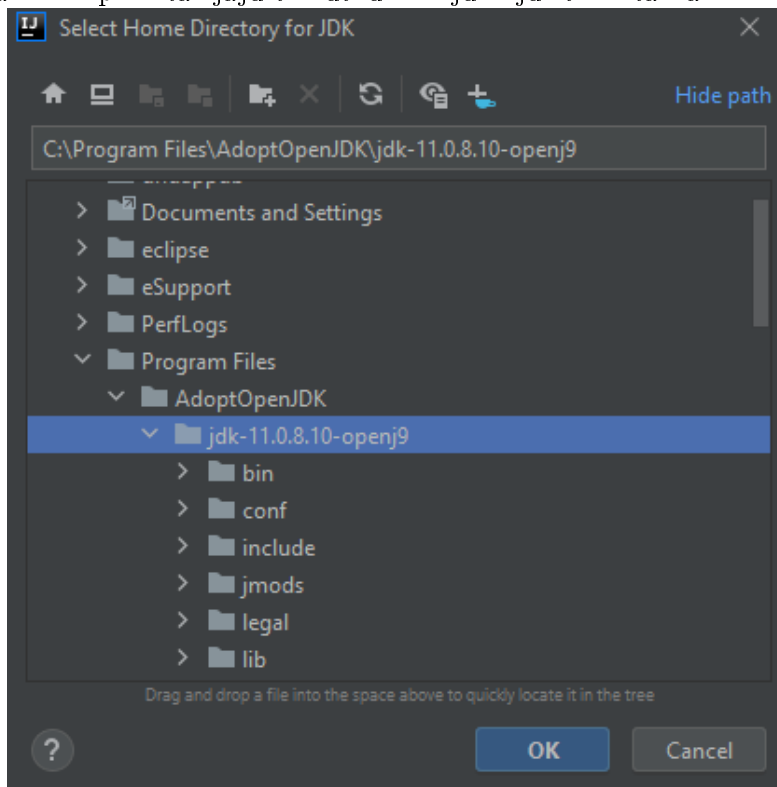 Select Home Directory for JDK
Hide path
C:\Program Files\AdoptOpenJDK\jdk-11.0.8.10-openj9
Documents and Settings
eclipse
eSupport
PerfLogs
Program Files
AdoptOpenJDK
jdk-11.0.8.10-openj9
bin
conf
include
jmods
legal
lib
Drag and drop a file into the space above to quickly locate it in the tree
?
OK
Cancel